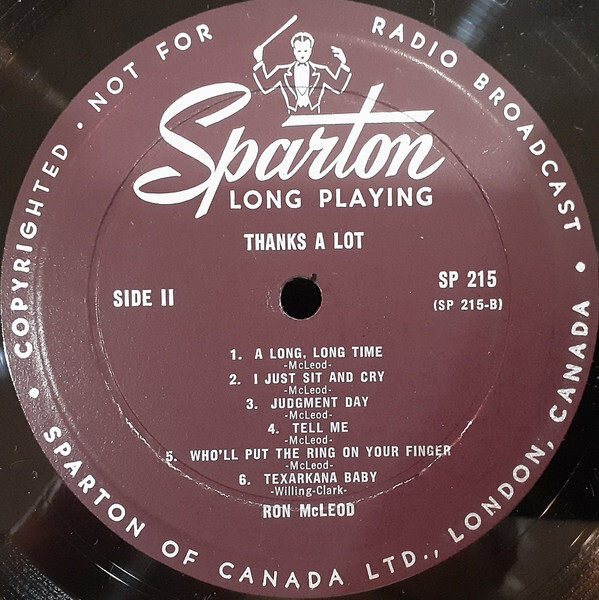 COPYRIGHTED • NOT FOR RADIO BROADCAST •
Sparton
LONG PLAYING
THANKS A LOT
SIDE II
SP 215
(SP 215-B)
1. A LONG, LONG TIME
-McLeod-
2. I JUST SIT AND CRY
-McLeod-
3. JUDGMENT DAY
-McLeod-
4. TELL ME
-McLeod-
5. WHO'LL PUT THE RING ON YOUR FINGER
-McLeod-
6. TEXARKANA BABY
-Willing-Clark-
RON McLEOD
• SPARTON OF CANADA LTD., LONDON, CANADA